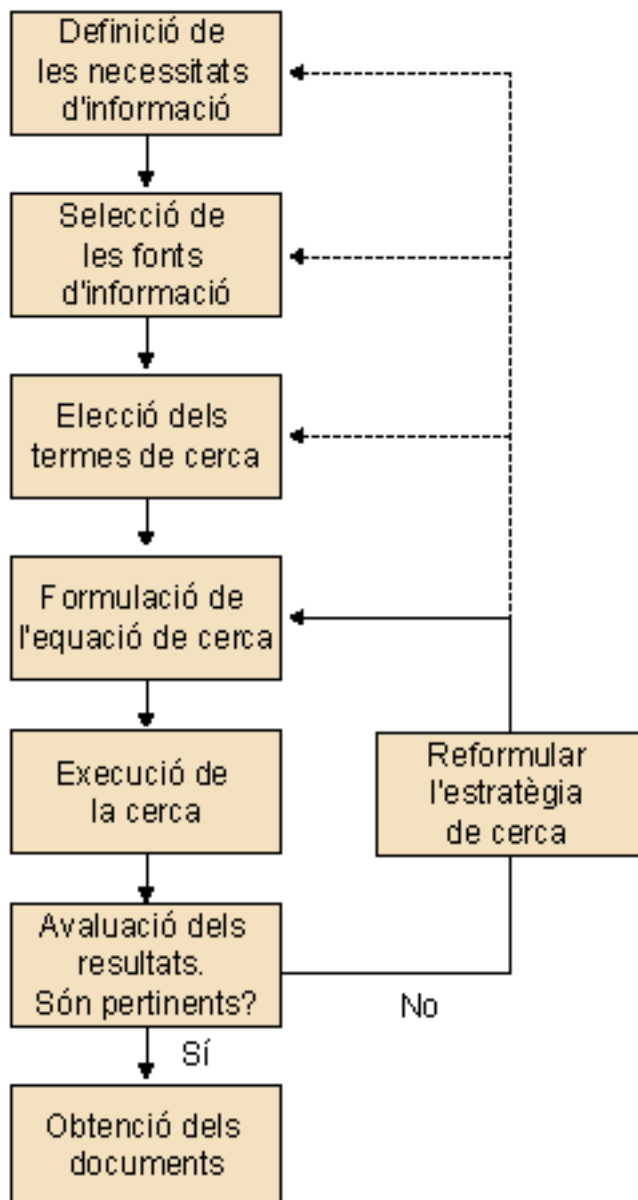 Definició de
les necessitats
d'informació
Selecció de
les fonts
d'informació
Elecció dels
termes de cerca
Formulació de
l'equació de cerca
Execució de
la cerca
Reformular
l'estratègia
de cerca
Avaluació dels
resultats.
Són pertinents?
No
Sí
Obtenció dels
documents